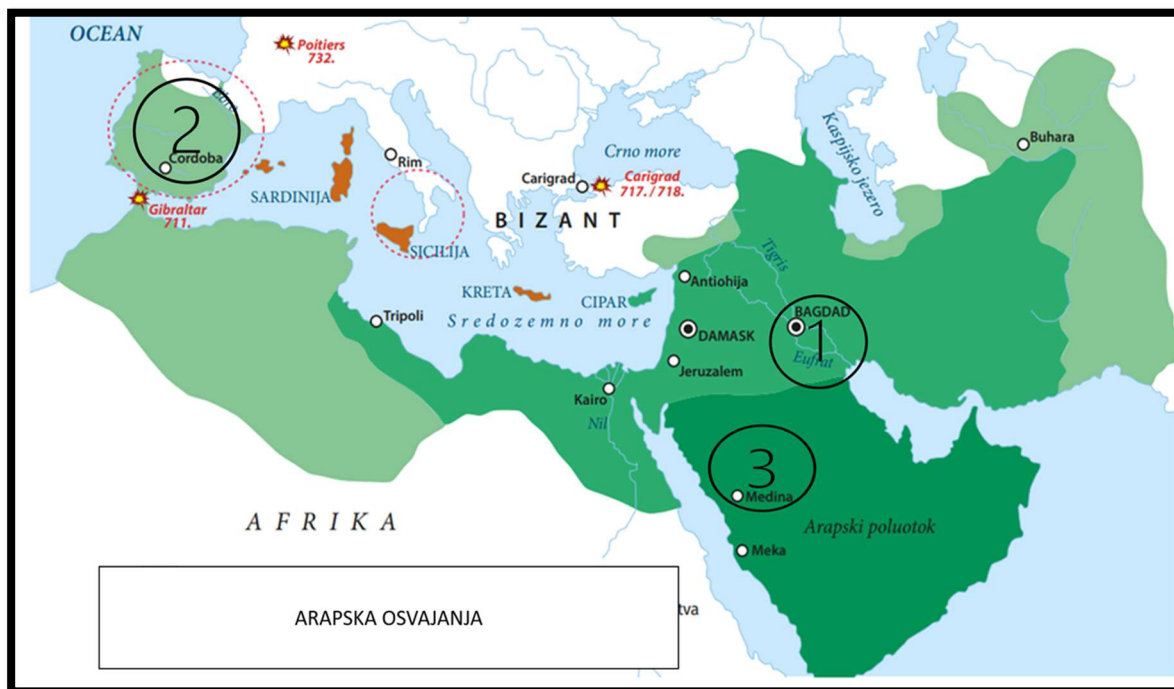 OCEAN
Poitiers
732.
Ebro
2
Cordoba
Gibraltar
711.
SARDINIJA
Rim
SICILIJA
Crno more
Carigrad
Carigrad
717./718.
BIZANT
Kaspijsko jezero
Buhara
Tigris
Antiohija
KRETA
CIPAR
Sredozemno more
Tripoli
DAMASK
BAGDAD
1
Eufrat
Jeruzalem
Kairo
Nil
3
Medina
Meka
Arapski poluotok
AFRIKA
ARAPSKA OSVAJANJA
tva